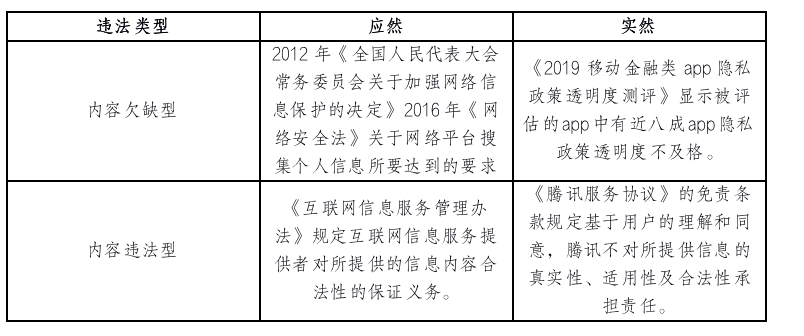 违法类型
应然
实然
内容欠缺型
2012 年《全国人民代表大会
常务委员会关于加强网络信
息保护的决定》2016 年《网
络安全法》关于网络平台搜
集个人信息所要达到的要求
《2019 移动金融类 app 隐私
政策透明度测评》显示被评
估的app中有近八成app隐私
政策透明度不及格。
内容违法型
《互联网信息服务管理办
法》规定互联网信息服务提
供者对所提供的信息内容合
法性的保证义务。
《腾讯服务协议》的免责条
款规定基于用户的理解和同
意，腾讯不对所提供信息的
真实性、适用性及合法性承
担责任。